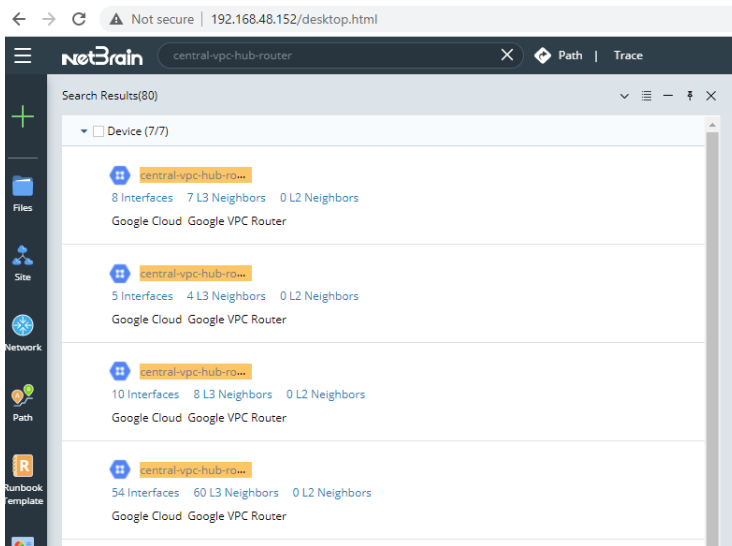 Not secure | 192.168.48.152/desktop.html
NetBrain central-vpc-hub-router Path | Trace
Search Results(80)
Device (7/7)
central-vpc-hub-ro...
8 Interfaces 7 L3 Neighbors 0 L2 Neighbors
Google Cloud Google VPC Router
central-vpc-hub-ro...
5 Interfaces 4 L3 Neighbors 0 L2 Neighbors
Google Cloud Google VPC Router
central-vpc-hub-ro...
10 Interfaces 8 L3 Neighbors 0 L2 Neighbors
Google Cloud Google VPC Router
central-vpc-hub-ro...
54 Interfaces 60 L3 Neighbors 0 L2 Neighbors
Google Cloud Google VPC Router
Files
Site
Network
Path
R
Runbook
Template